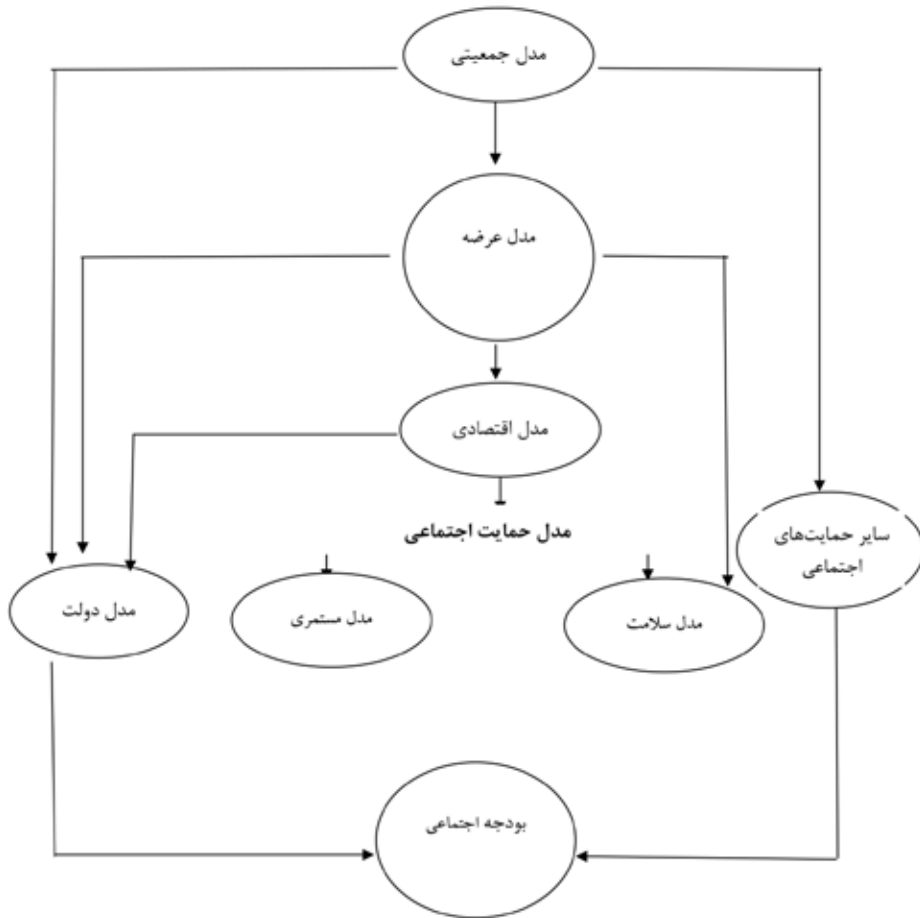 مدل جمعیتی
مدل عرضه
مدل اقتصادی
مدل حمایت اجتماعی
سایر حمایت‌های
اجتماعی
مدل سلامت
مدل مستمری
مدل دولت
بودجه اجتماعی